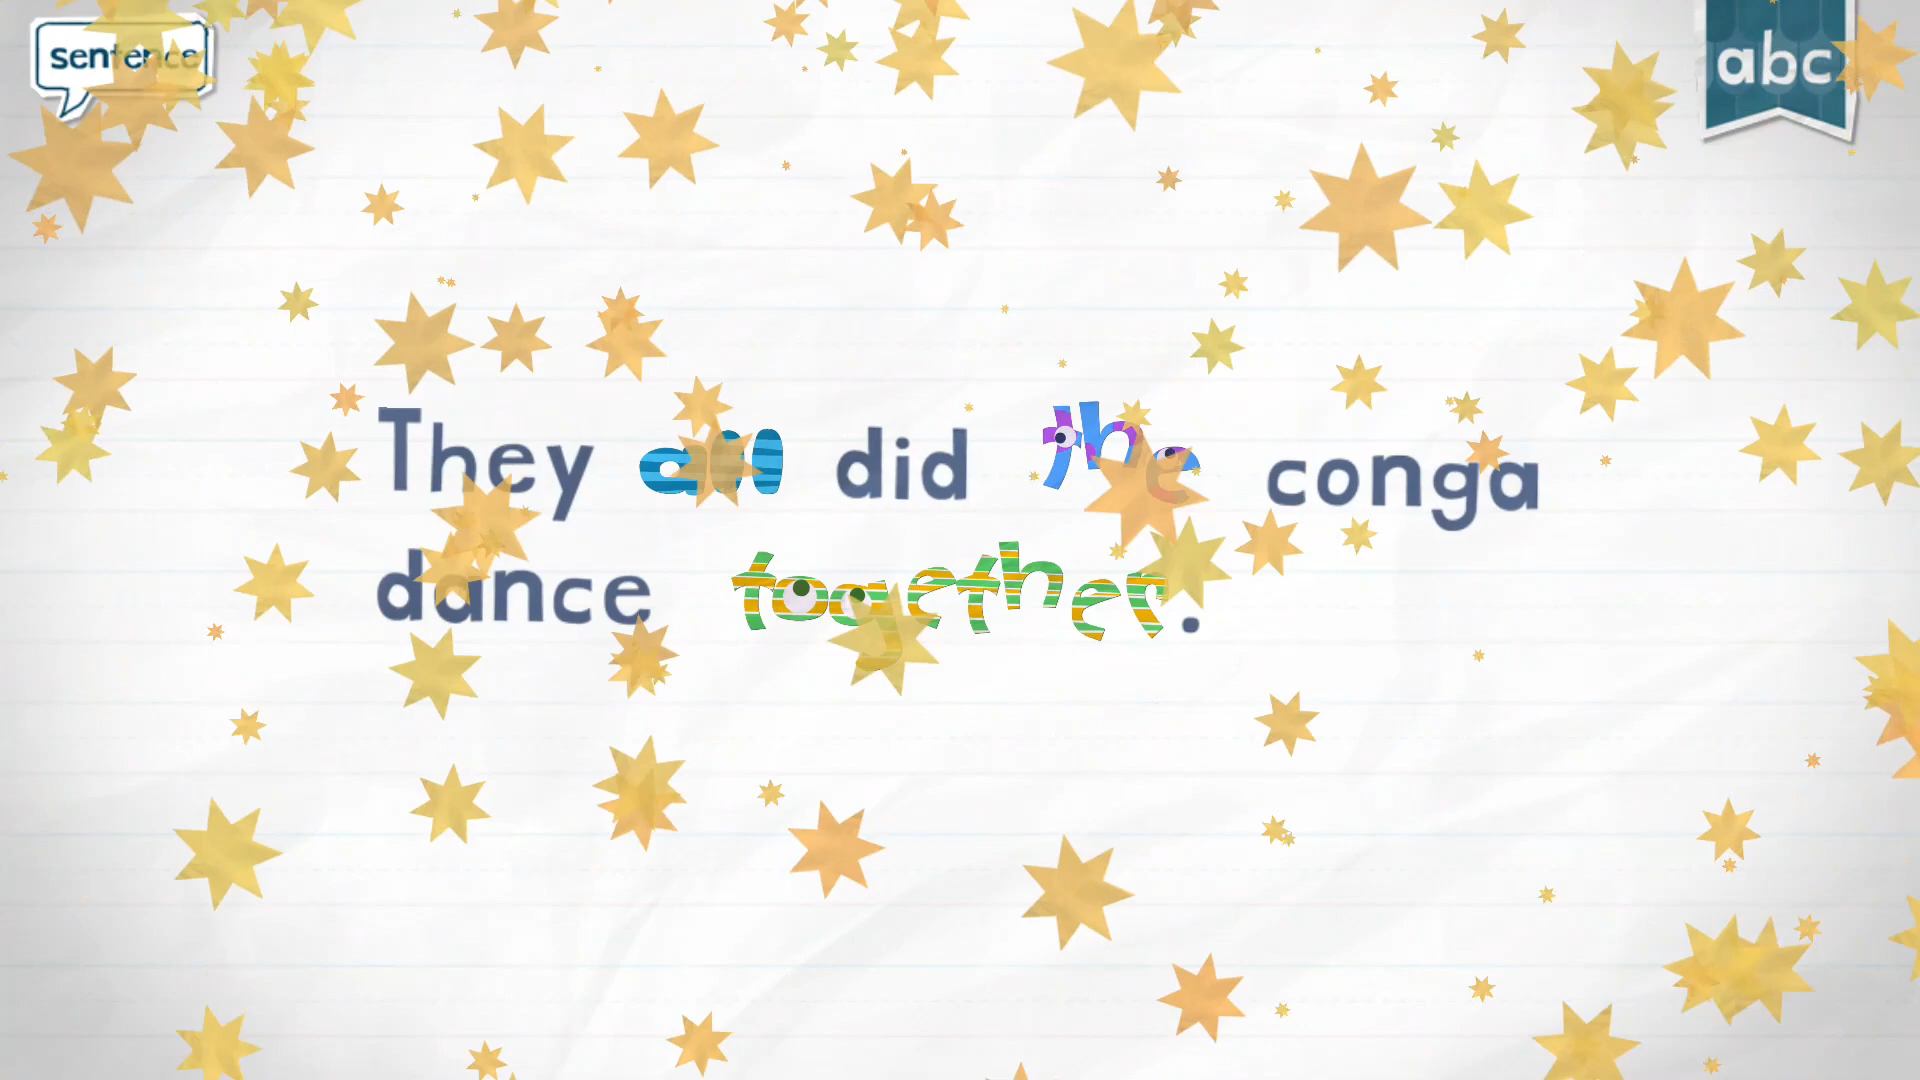 sentence
abc
They all did the conga
dance together.